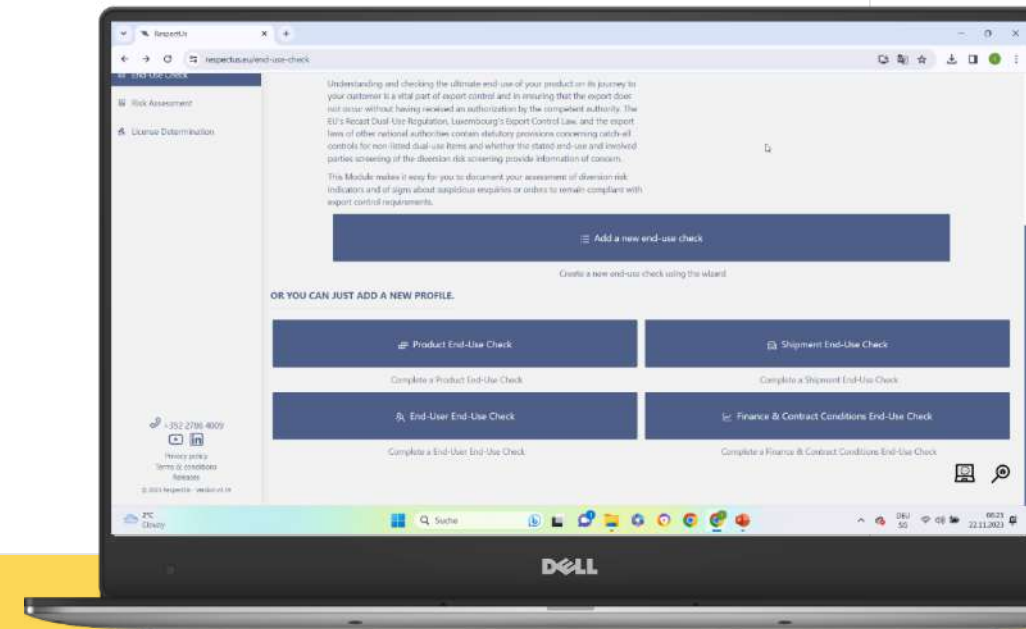 RespectUs
respectus.eu/end-use-check
End-Use Check
Risk Assessment
License Determination
Understanding and checking the ultimate end-use of your product on its journey to
your customer is a vital part of export control and in ensuring that the export does
not occur without having received an authorization by the competent authority. The
EU's Recast Dual-Use Regulation, Luxembourg's Export Control Law, and the export
laws of other national authorities contain statutory provisions concerning catch-all
controls for non-listed dual-use items and whether the stated end-use and involved
parties screening of the diversion risk screening provide information of concern.
This Module makes it easy for you to document your assessment of diversion risk
indicators and of signs about suspicious enquiries or orders to remain compliant with
export control requirements.
Add a new end-use check
Create a new end-use check using the wizard
OR YOU CAN JUST ADD A NEW PROFILE.
Product End-Use Check
Shipment End-Use Check
Complete a Product End-Use Check
Complete a Shipment End-Use Check
End-User End-Use Check
Finance & Contract Conditions End-Use Check
Complete a End-User End-Use Check
Complete a Finance & Contract Conditions End-Use Check
+352 2786 4009
Privacy policy
Terms & conditions
Releases
© 2023 RespectUs - Version
2°C
Cloudy
Suche
DEU
SG
06:23
22.11.2023
DELL